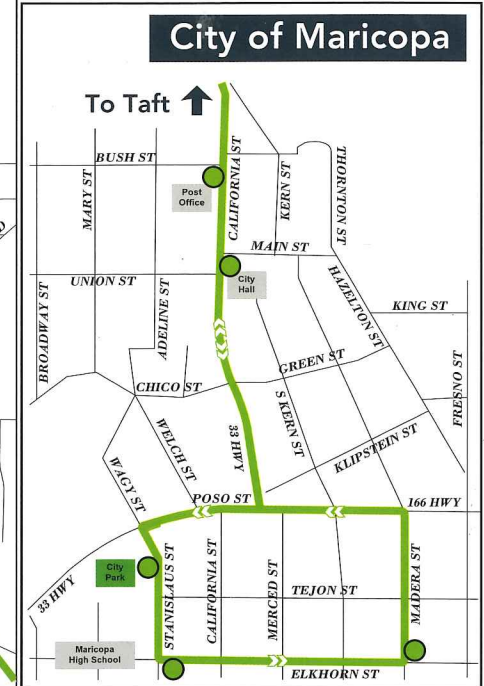 City of Maricopa
To Taft
BUSH ST
Post
Office
MARY ST
CALIFORNIA ST
KERN ST
THORNTON ST
MAIN ST
City
Hall
UNION ST
BROADWAY ST
ADELINE ST
HAZELTON ST
KING ST
GREEN ST
CHICO ST
FRESNO ST
33 HWY
S KERN ST
KLIPSTEIN ST
WELCH ST
WAGY ST
POSO ST
166 HWY
City
Park
33 HWY
STANISLAUS ST
CALIFORNIA ST
MERCED ST
TEJON ST
MADERA ST
Maricopa
High School
ELKHORN ST